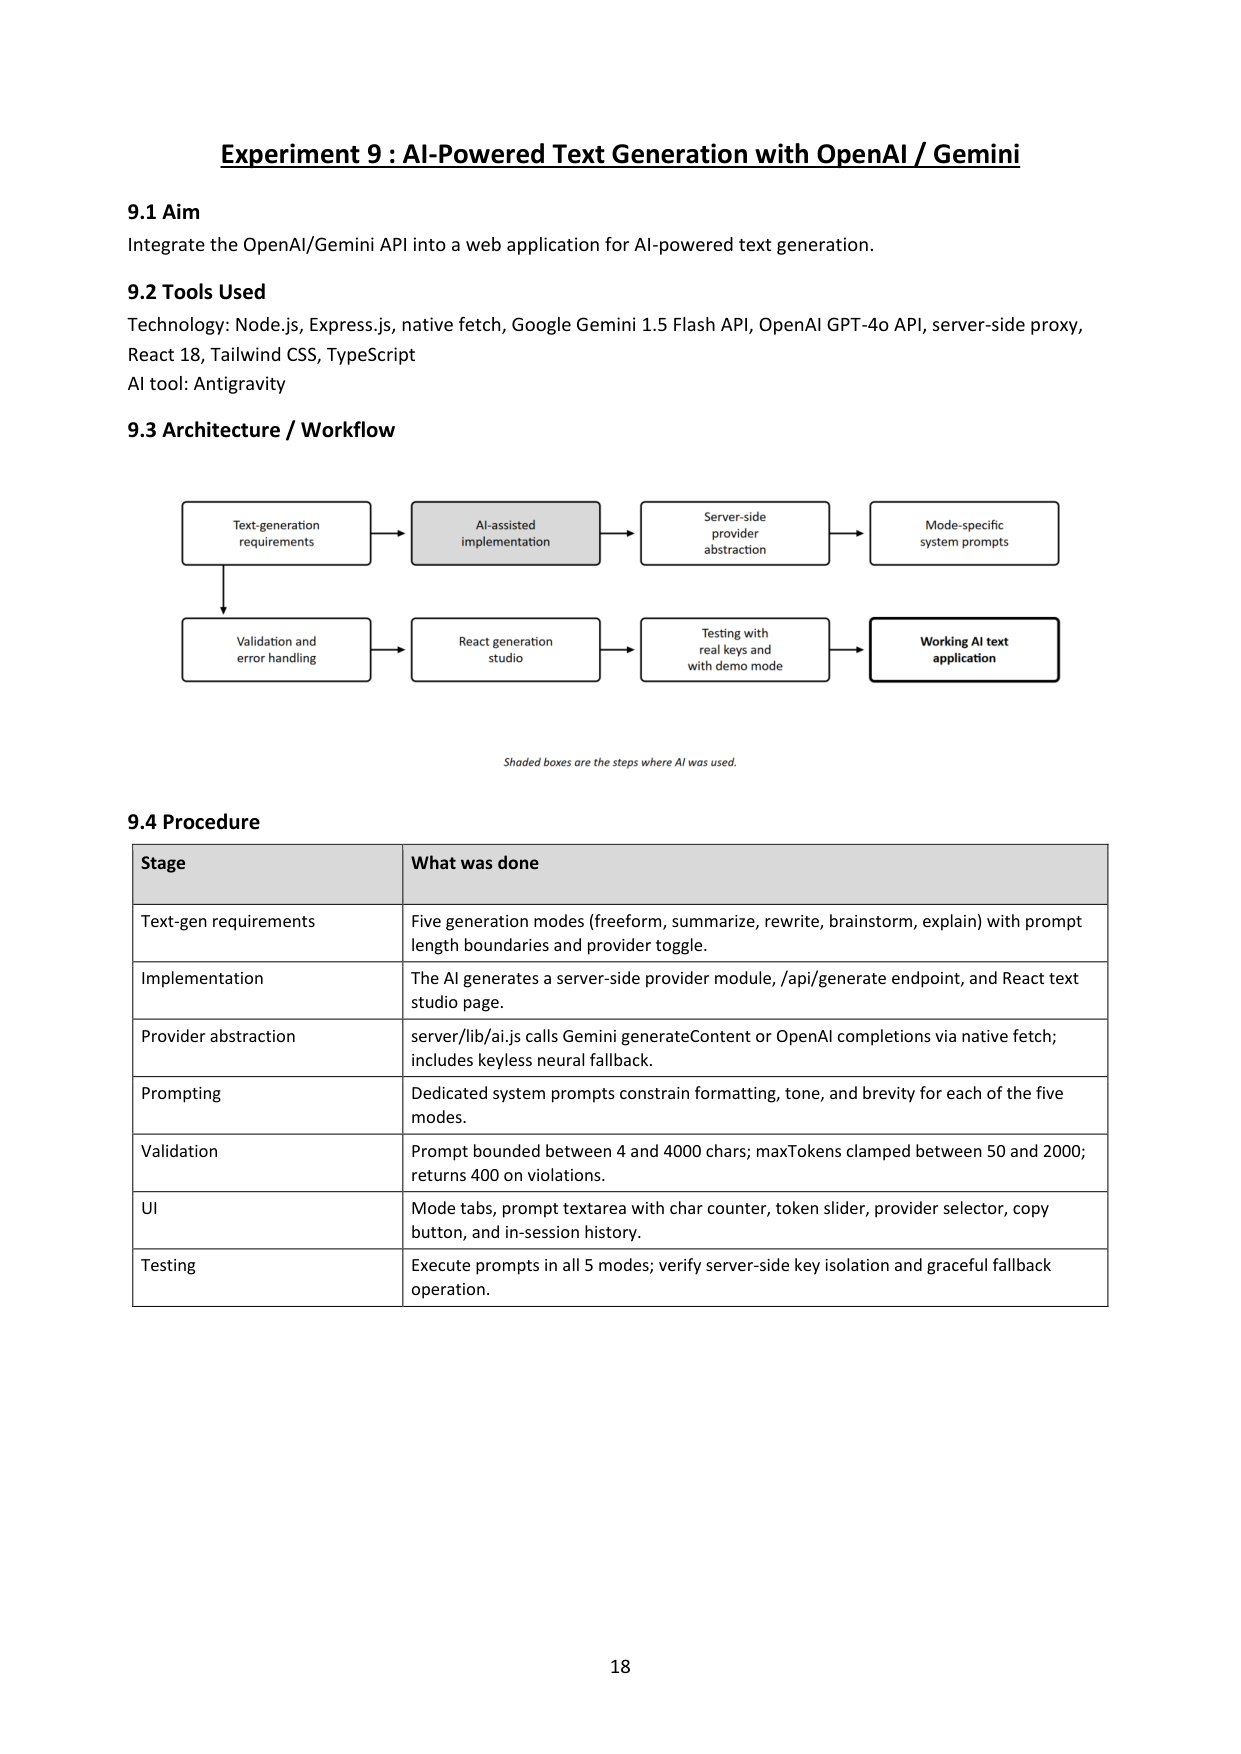 Experiment 9 : AI-Powered Text Generation with OpenAI / Gemini
9.1 Aim
Integrate the OpenAI/Gemini API into a web application for AI-powered text generation.
9.2 Tools Used
Technology: Node.js, Express.js, native fetch, Google Gemini 1.5 Flash API, OpenAI GPT-4o API, server-side proxy,
React 18, Tailwind CSS, TypeScript
AI tool: Antigravity
9.3 Architecture / Workflow
Text-generation
requirements
AI-assisted
implementation
Server-side
provider
abstraction
Mode-specific
system prompts
Validation and
error handling
React generation
studio
Testing with
real keys and
with demo mode
Working AI text
application
Shaded boxes are the steps where AI was used.
9.4 Procedure
Stage
What was done
Text-gen requirements
Five generation modes (freeform, summarize, rewrite, brainstorm, explain) with prompt
length boundaries and provider toggle.
Implementation
The AI generates a server-side provider module, /api/generate endpoint, and React text
studio page.
Provider abstraction
server/lib/ai.js calls Gemini generateContent or OpenAI completions via native fetch;
includes keyless neural fallback.
Prompting
Dedicated system prompts constrain formatting, tone, and brevity for each of the five
modes.
Validation
Prompt bounded between 4 and 4000 chars; maxTokens clamped between 50 and 2000;
returns 400 on violations.
UI
Mode tabs, prompt textarea with char counter, token slider, provider selector, copy
button, and in-session history.
Testing
Execute prompts in all 5 modes; verify server-side key isolation and graceful fallback
operation.
18